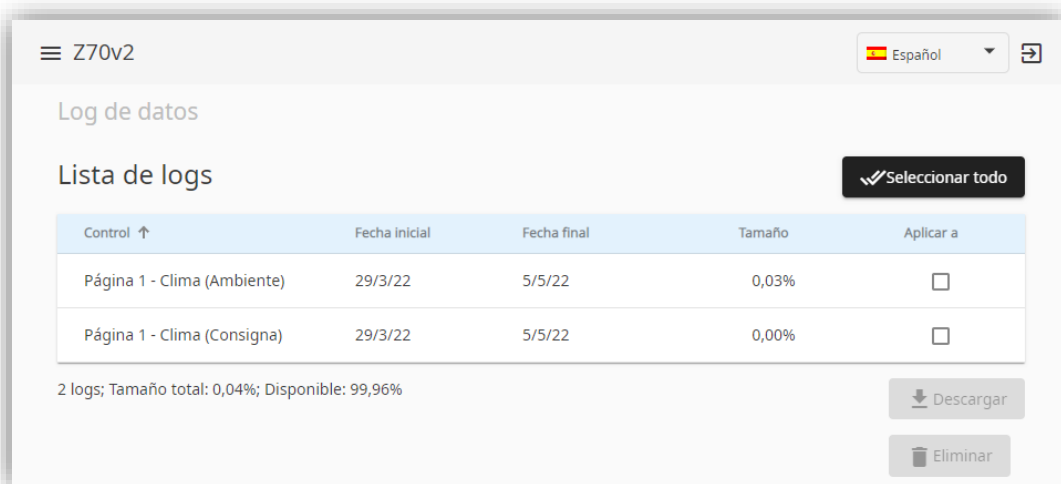 Z70v2
Español
Log de datos
Lista de logs
Seleccionar todo
Control Fecha inicial Fecha final Tamaño Aplicar a
Página 1 - Clima (Ambiente) 29/3/22 5/5/22 0,03%
Página 1 - Clima (Consigna) 29/3/22 5/5/22 0,00%
2 logs; Tamaño total: 0,04%; Disponible: 99,96%
Descargar
Eliminar